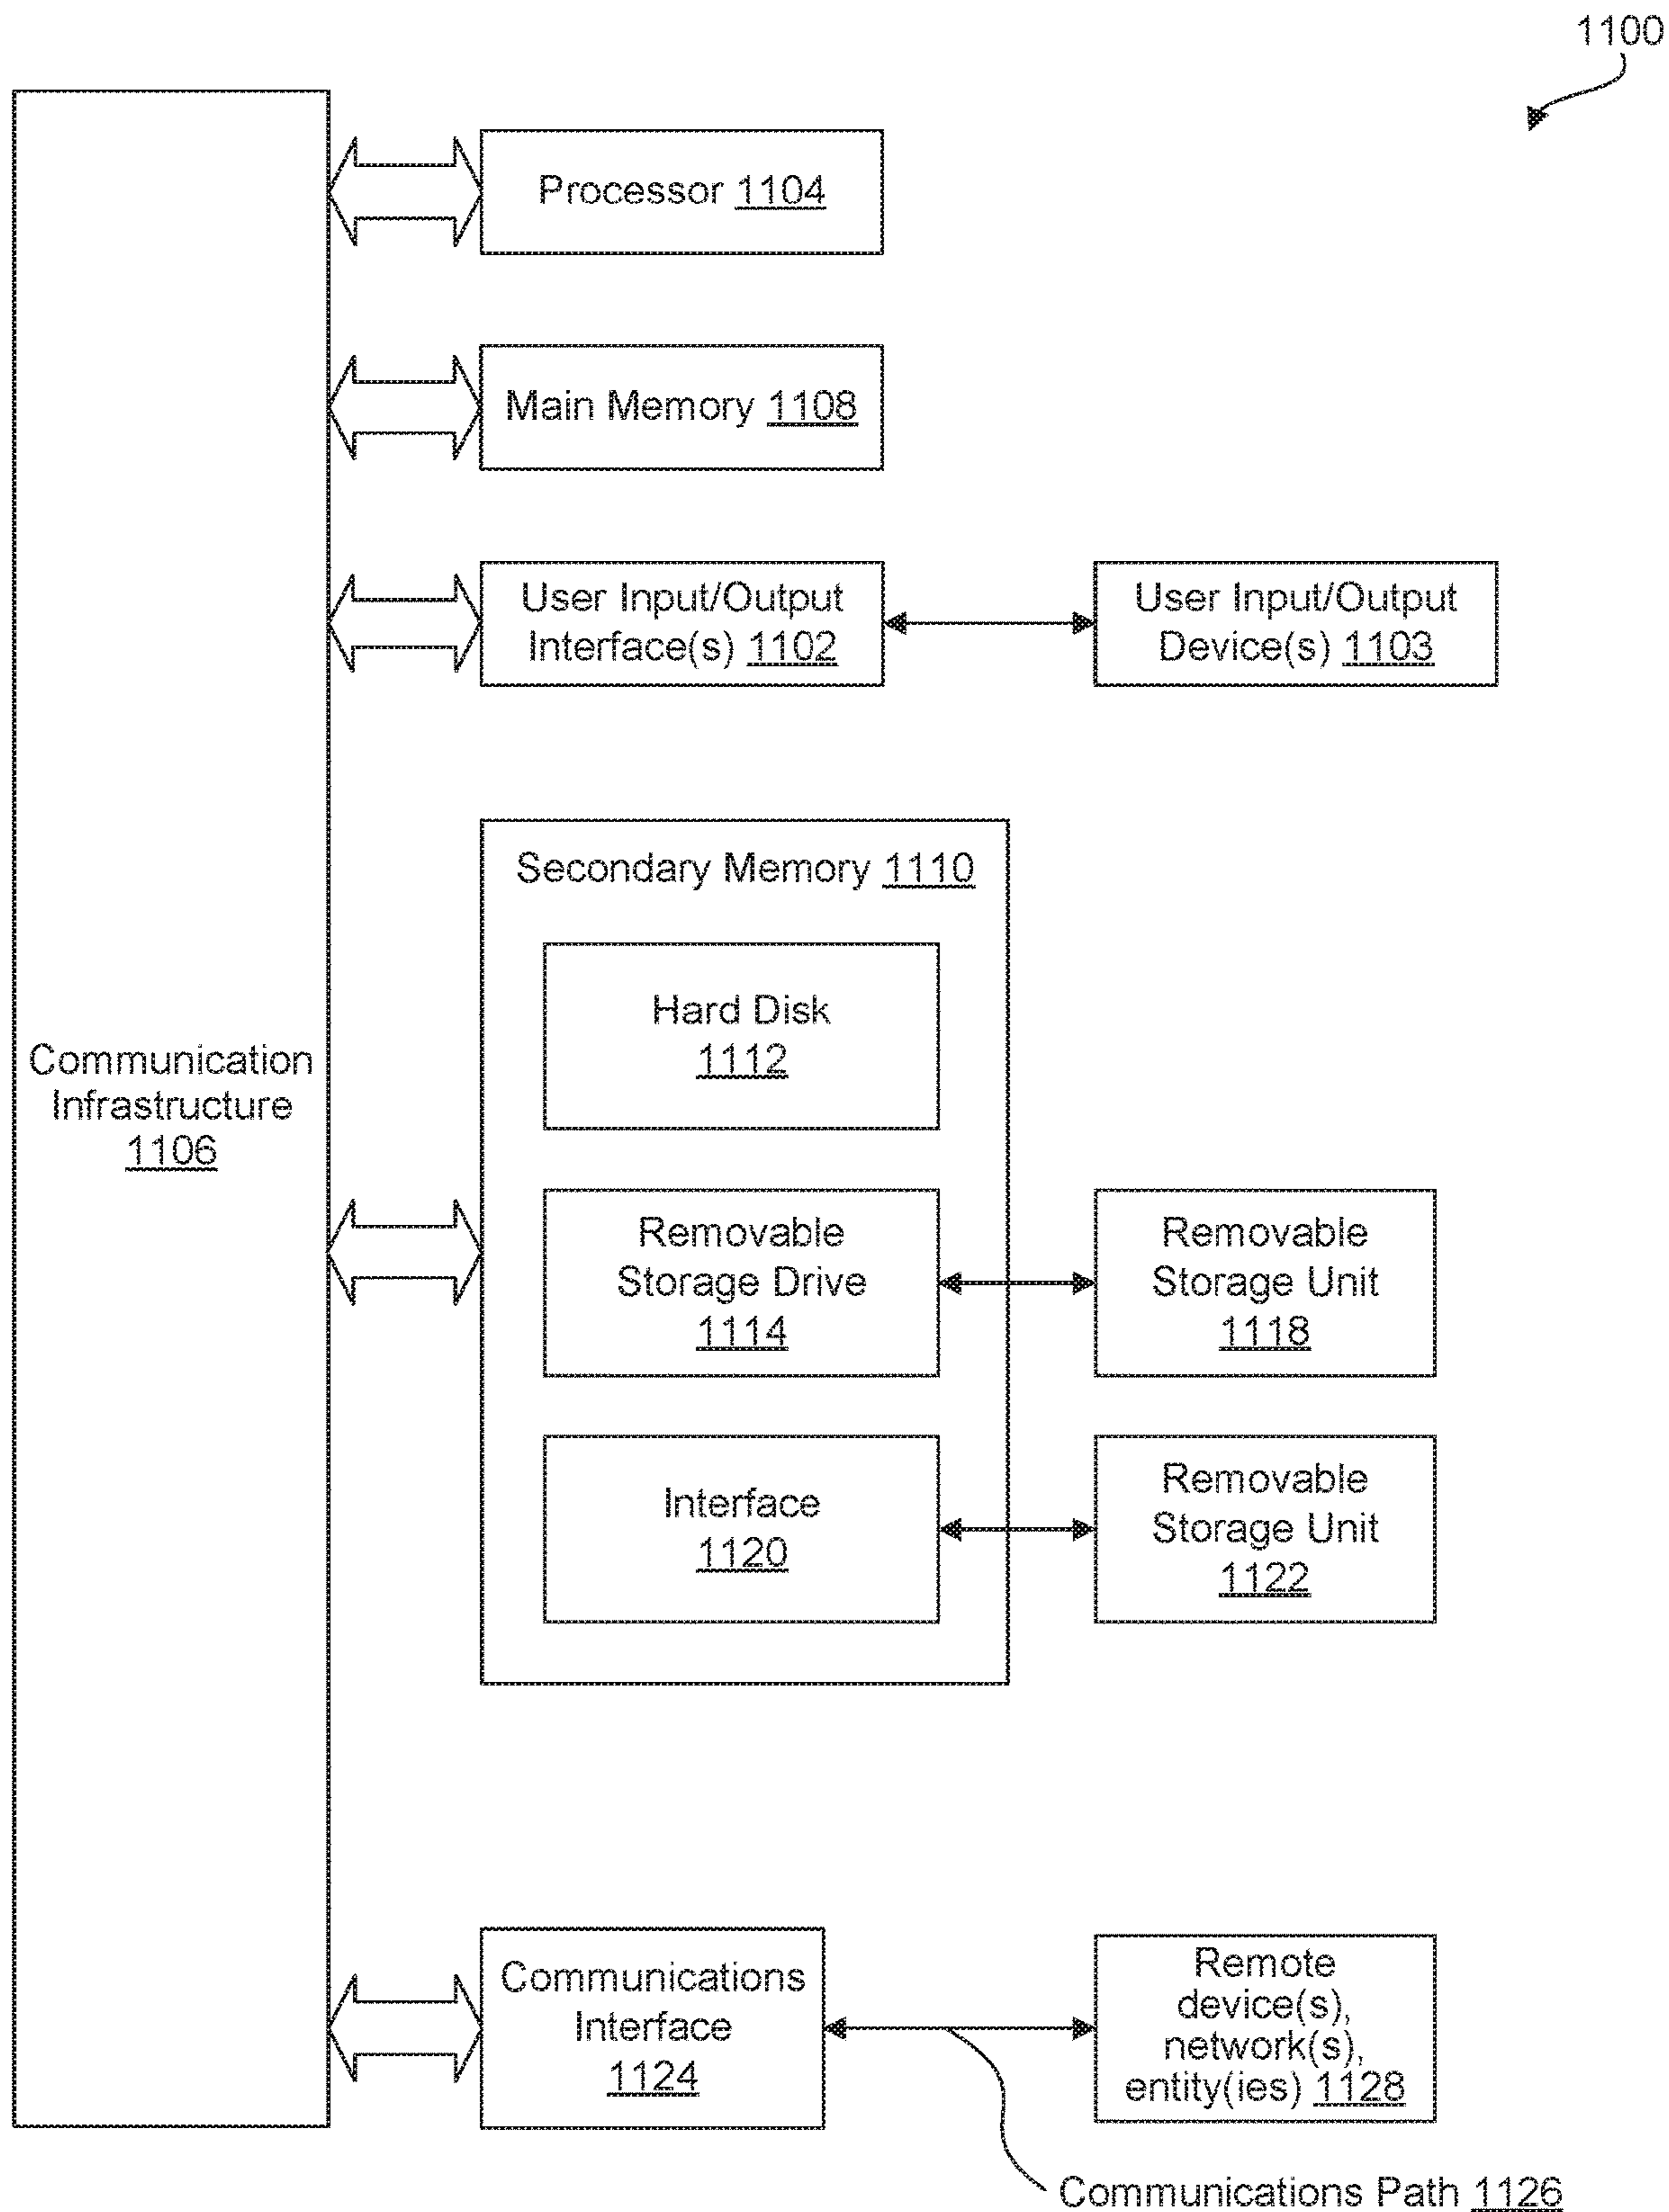 1100
Processor 1104
Main Memory 1108
User Input/Output
Interface(s) 1102
User Input/Output
Device(s) 1103
Secondary Memory 1110
Hard Disk
1112
Communication
Infrastructure
1106
Removable
Storage Drive
1114
Removable
Storage Unit
1118
Interface
1120
Removable
Storage Unit
1122
Communications
Interface
1124
Remote
device(s),
network(s),
entity(ies) 1128
Communications Path 1126